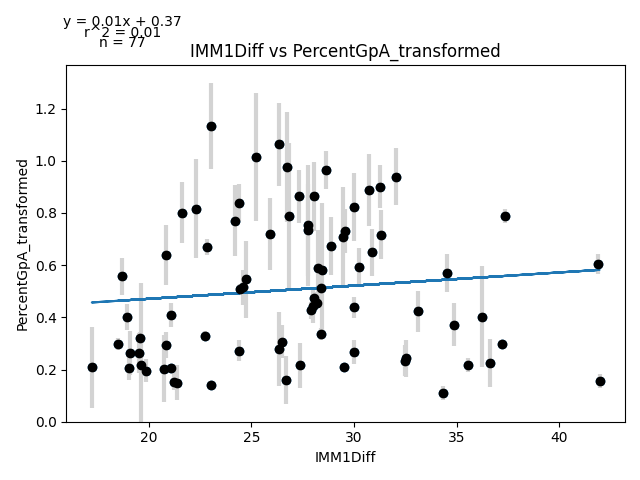 y = 0.01x + 0.37
r^2 = 0.01
n = 77
IMM1Diff vs PercentGpA_transformed
PercentGpA_transformed
1.2
1.0
0.8
0.6
0.4
0.2
0.0
20 25 30 35 40
IMM1Diff